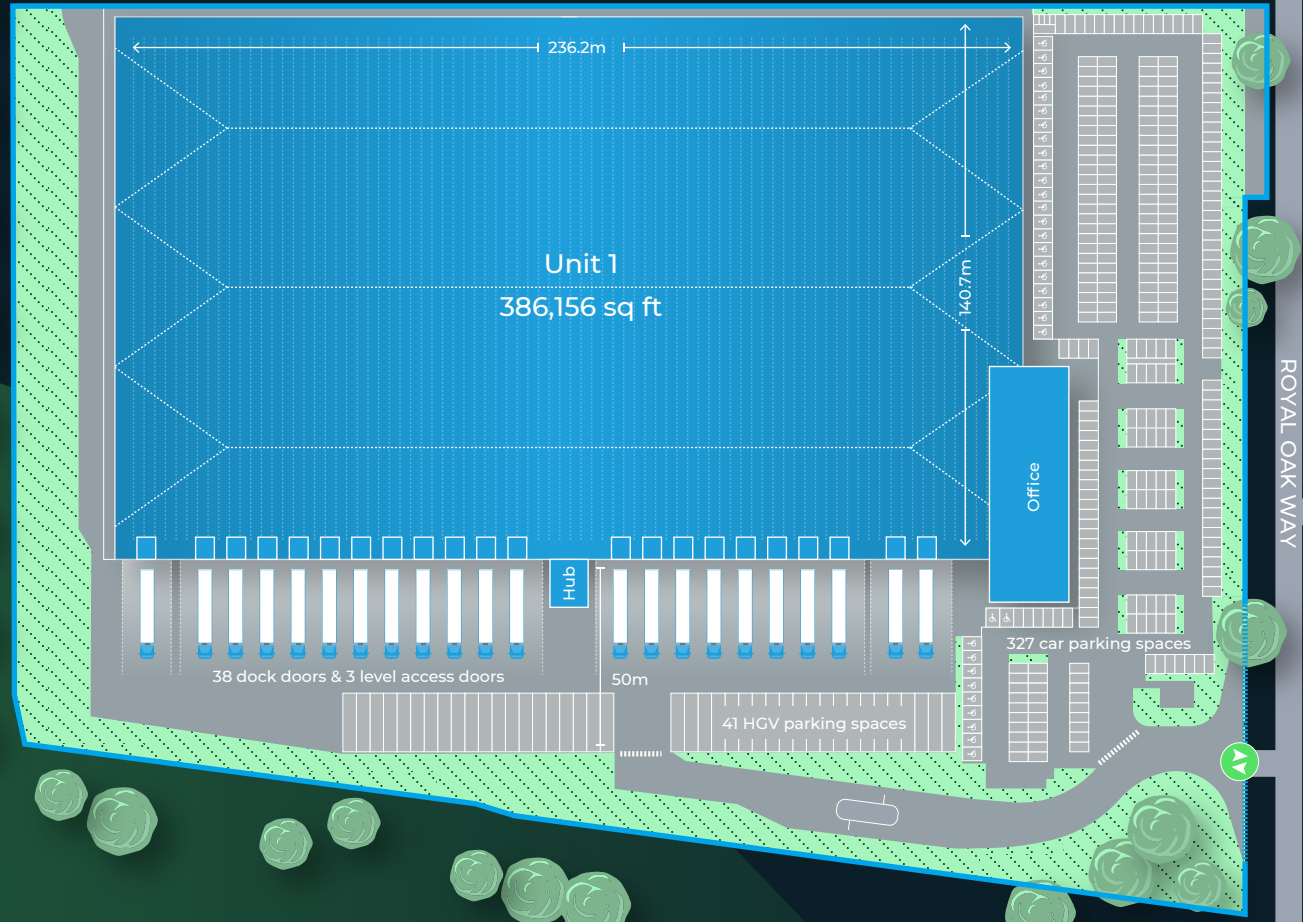 236.2m
140.7m
Unit 1
386,156 sq ft
Office
Hub
ROYAL OAK WAY
327 car parking spaces
38 dock doors & 3 level access doors
50m
41 HGV parking spaces